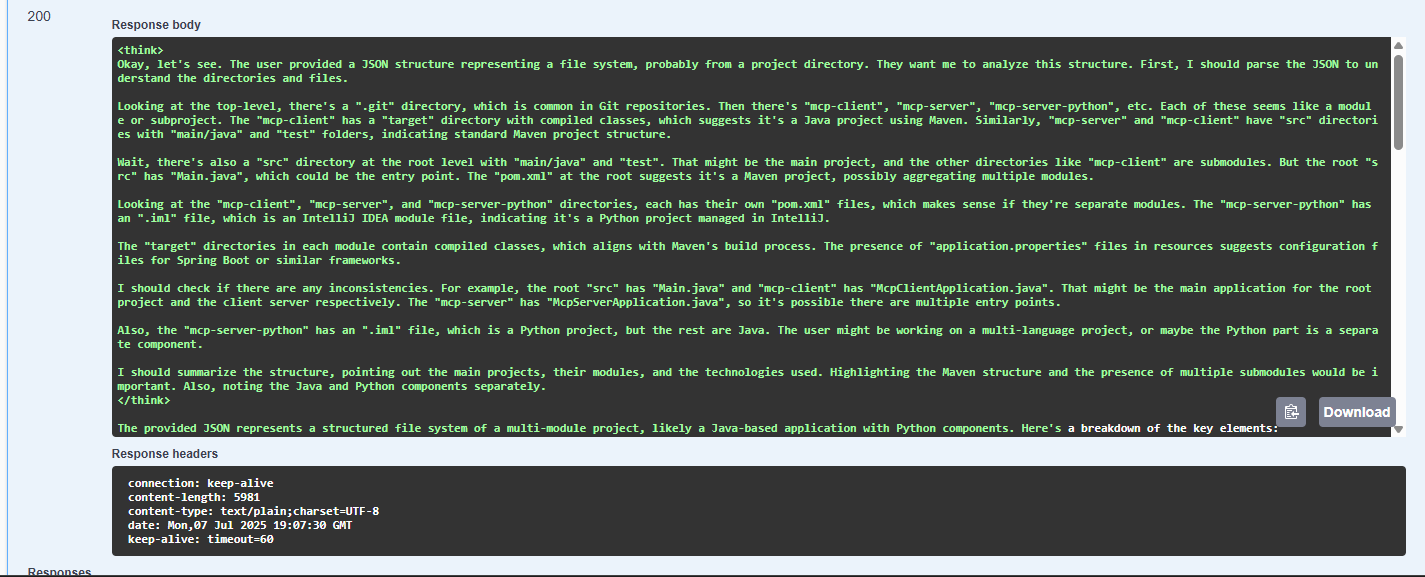 200
Response body
<think>
Okay, let's see. The user provided a JSON structure representing a file system, probably from a project directory. They want me to analyze this structure. First, I should parse the JSON to un
derstand the directories and files.
Looking at the top-level, there's a ".git" directory, which is common in Git repositories. Then there's "mcp-client", "mcp-server", "mcp-server-python", etc. Each of these seems like a modul
e or subproject. The "mcp-client" has a "target" directory with compiled classes, which suggests it's a Java project using Maven. Similarly, "mcp-server" and "mcp-client" have "src" directori
es with "main/java" and "test" folders, indicating standard Maven project structure.
Wait, there's also a "src" directory at the root level with "main/java" and "test". That might be the main project, and the other directories like "mcp-client" are submodules. But the root "s
rc" has "Main.java", which could be the entry point. The "pom.xml" at the root suggests it's a Maven project, possibly aggregating multiple modules.
Looking at the "mcp-client", "mcp-server", and "mcp-server-python" directories, each has their own "pom.xml" files, which makes sense if they're separate modules. The "mcp-server-python" has
an ".iml" file, which is an IntelliJ IDEA module file, indicating it's a Python project managed in IntelliJ.
The "target" directories in each module contain compiled classes, which aligns with Maven's build process. The presence of "application.properties" files in resources suggests configuration f
iles for Spring Boot or similar frameworks.
I should check if there are any inconsistencies. For example, the root "src" has "Main.java" and "mcp-client" has "McpClientApplication.java". That might be the main application for the root
project and the client server respectively. The "mcp-server" has "McpServerApplication.java", so it's possible there are multiple entry points.
Also, the "mcp-server-python" has an ".iml" file, which is a Python project, but the rest are Java. The user might be working on a multi-language project, or maybe the Python part is a separa
te component.
I should summarize the structure, pointing out the main projects, their modules, and the technologies used. Highlighting the Maven structure and the presence of multiple submodules would be i
mportant. Also, noting the Java and Python components separately.
</think>
The provided JSON represents a structured file system of a multi-module project, likely a Java-based application with Python components. Here's a breakdown of the key elements:
Download
Response headers
connection: keep-alive
content-length: 5981
content-type: text/plain;charset=UTF-8
date: Mon,07 Jul 2025 19:07:30 GMT
keep-alive: timeout=60
Responses